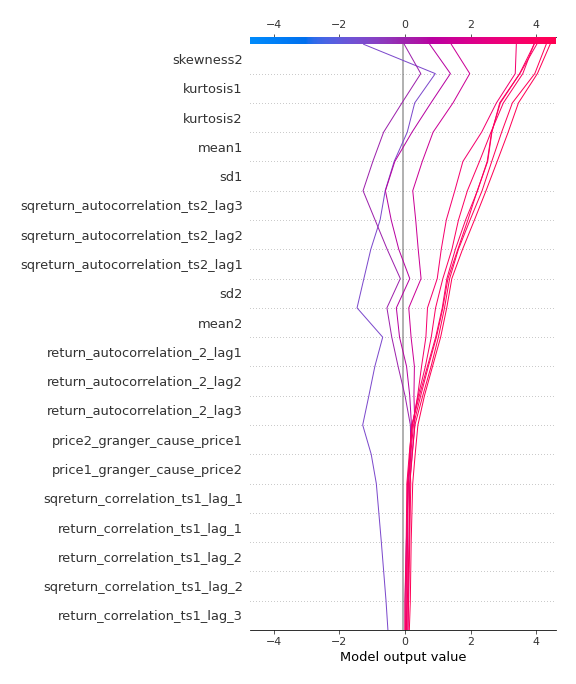 −4 −2 0 2 4
skewness2
kurtosis1
kurtosis2
mean1
sd1
sqreturn_autocorrelation_ts2_lag3
sqreturn_autocorrelation_ts2_lag2
sqreturn_autocorrelation_ts2_lag1
sd2
mean2
return_autocorrelation_2_lag1
return_autocorrelation_2_lag2
return_autocorrelation_2_lag3
price2_granger_cause_price1
price1_granger_cause_price2
sqreturn_correlation_ts1_lag_1
return_correlation_ts1_lag_1
return_correlation_ts1_lag_2
sqreturn_correlation_ts1_lag_2
return_correlation_ts1_lag_3
−4 −2 0 2 4
Model output value